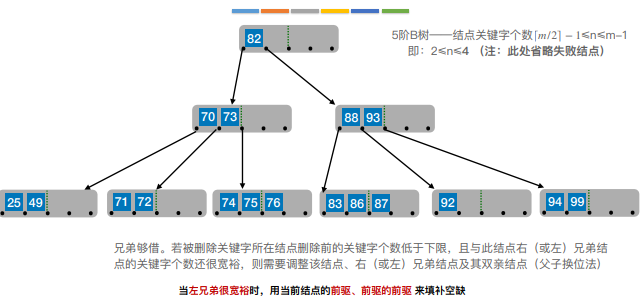 82
5阶B树——结点关键字个数⌈m/2⌉ − 1≤n≤m−1
即：2≤n≤4 （注：此处省略失败结点）
70 73
88 93
25 49
71 72
74 75 76
83 86 87
92
94 99
兄弟够借。若被删除关键字所在结点删除前的关键字个数低于下限，且与此结点右（或左）兄弟结
点的关键字个数还很宽裕，则需要调整该结点、右（或左）兄弟结点及其双亲结点（父子换位法）
当左兄弟很宽裕时，用当前结点的前驱、前驱的前驱 来填补空缺